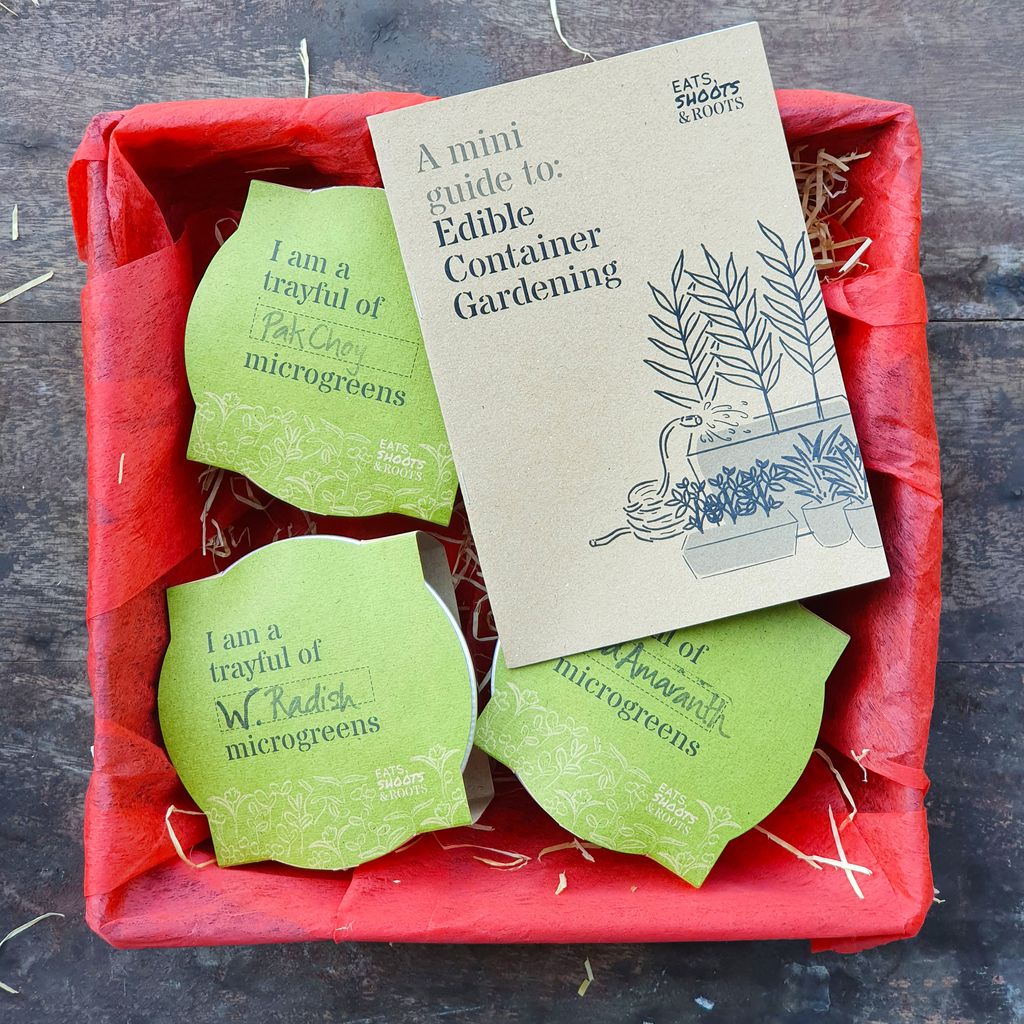 EATS,
SHOOTS
& ROOTS
A mini
guide to:
Edible
Container
Gardening
I am a
trayful of
Pak Choy
microgreens
EATS,
SHOOTS
& ROOTS
I am a
trayful of
W. Radish
microgreens
EATS,
SHOOTS
& ROOTS
of
Amaranth
microgreens
EATS,
SHOOTS
& ROOTS